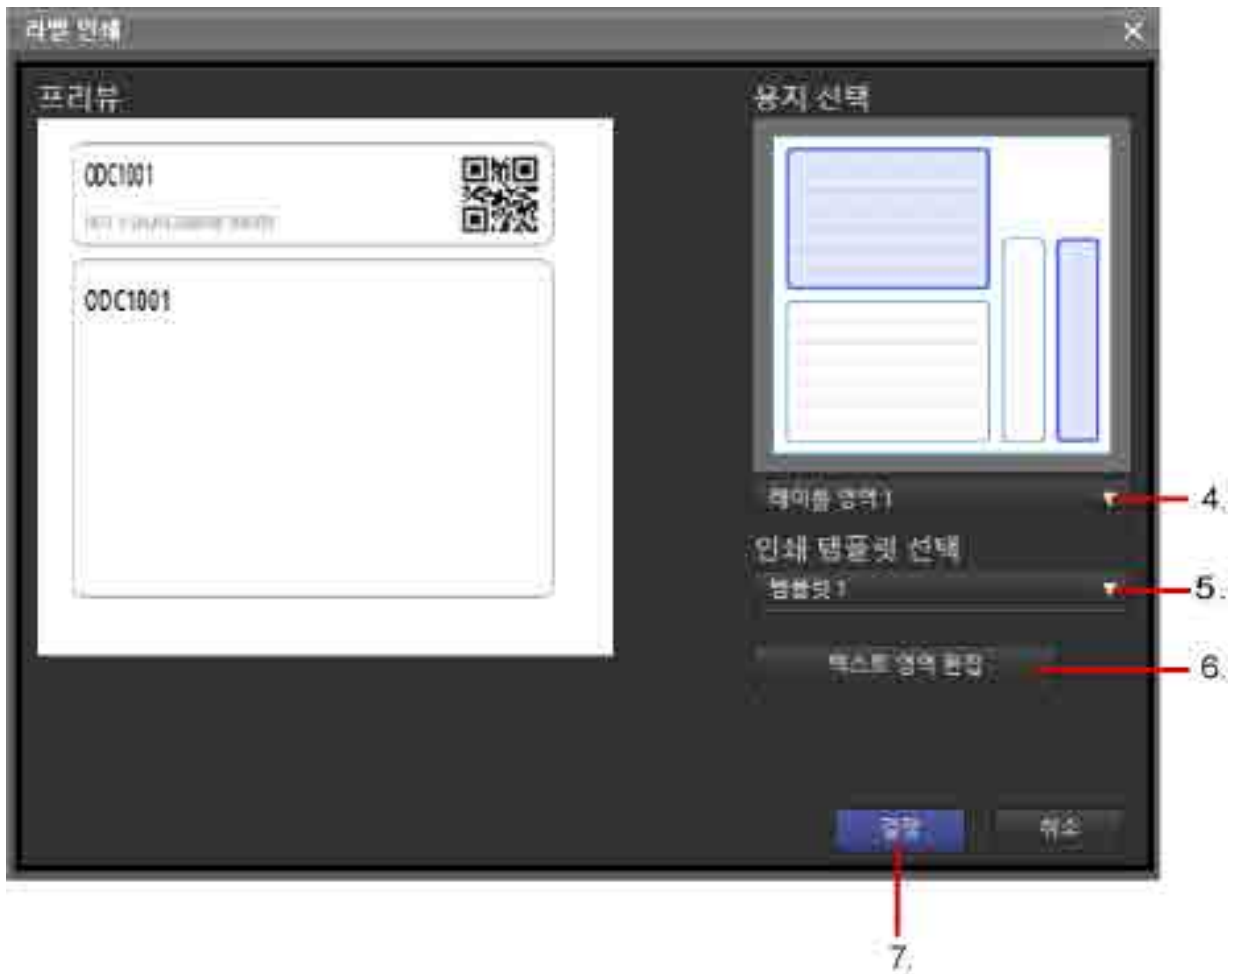 라벨 인쇄
프리뷰
ODC1001
ODC1001
용지 선택
레이블 영역 1
4.
인쇄 템플릿 선택
템플릿 1
5.
텍스트 영역 편집
6.
결정
취소
7.